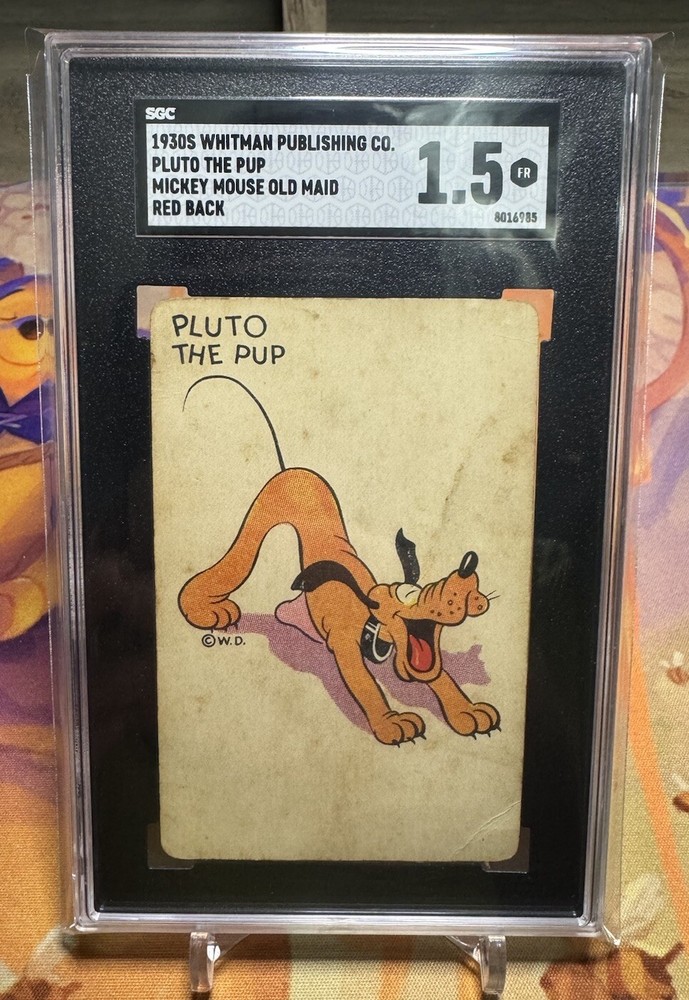 SGC
1930S WHITMAN PUBLISHING CO.
PLUTO THE PUP
MICKEY MOUSE OLD MAID
RED BACK
1.5
FR
8016985
PLUTO
THE PUP
©W.D.